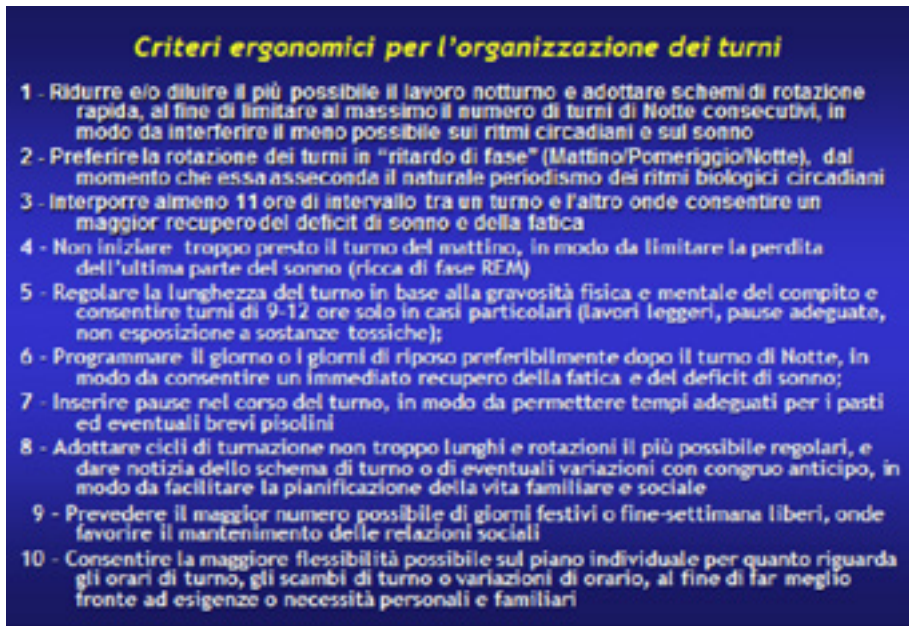 Criteri ergonomici per l'organizzazione dei turni
1 - Ridurre e/o diluire il più possibile il lavoro notturno e adottare schemi di rotazione
rapida, al fine di limitare al massimo il numero di turni di Notte consecutivi, in
modo da interferire il meno possibile sui ritmi circadiani e sul sonno
2 - Preferire la rotazione dei turni in "ritardo di fase" (Mattino/Pomeriggio/Notte), dal
momento che essa asseconda il naturale periodismo dei ritmi biologici circadiani
3 - Interporre almeno 11 ore di intervallo tra un turno e l'altro onde consentire un
maggior recupero del deficit di sonno e della fatica
4 - Non iniziare troppo presto il turno del mattino, in modo da limitare la perdita
dell'ultima parte del sonno (ricca di fase REM)
5 - Regolare la lunghezza del turno in base alla gravosità fisica e mentale del compito e
consentire turni di 9-12 ore solo in casi particolari (lavori leggeri, pause adeguate,
non esposizione a sostanze tossiche);
6 - Programmare il giorno o i giorni di riposo preferibilmente dopo il turno di Notte, in
modo da consentire un immediato recupero della fatica e del deficit di sonno;
7 - Inserire pause nel corso del turno, in modo da permettere tempi adeguati per i pasti
ed eventuali brevi pisolini
8 - Adottare cicli di turnazione non troppo lunghi e rotazioni il più possibile regolari, e
dare notizia dello schema di turno o di eventuali variazioni con congruo anticipo, in
modo da facilitare la pianificazione della vita familiare e sociale
9 - Prevedere il maggior numero possibile di giorni festivi o fine-settimana liberi, onde
favorire il mantenimento delle relazioni sociali
10 - Consentire la maggiore flessibilità possibile sul piano individuale per quanto riguarda
gli orari di turno, gli scambi di turno o variazioni di orario, al fine di far meglio
fronte ad esigenze o necessità personali e familiari